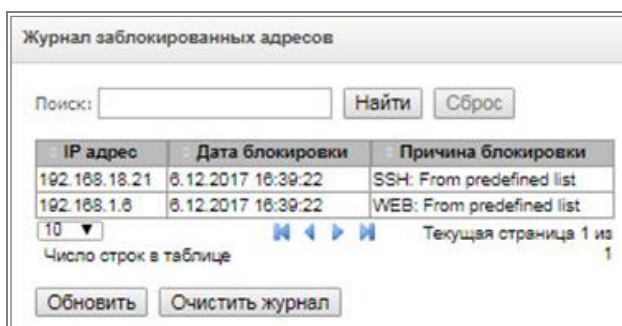 Журнал заблокированных адресов
Поиск: Найти Сброс
IP адрес Дата блокировки Причина блокировки
192.168.18.21 6.12.2017 16:39:22 SSH: From predefined list
192.168.1.6 6.12.2017 16:39:22 WEB: From predefined list
10 Текущая страница 1 из
Число строк в таблице 1
Обновить Очистить журнал